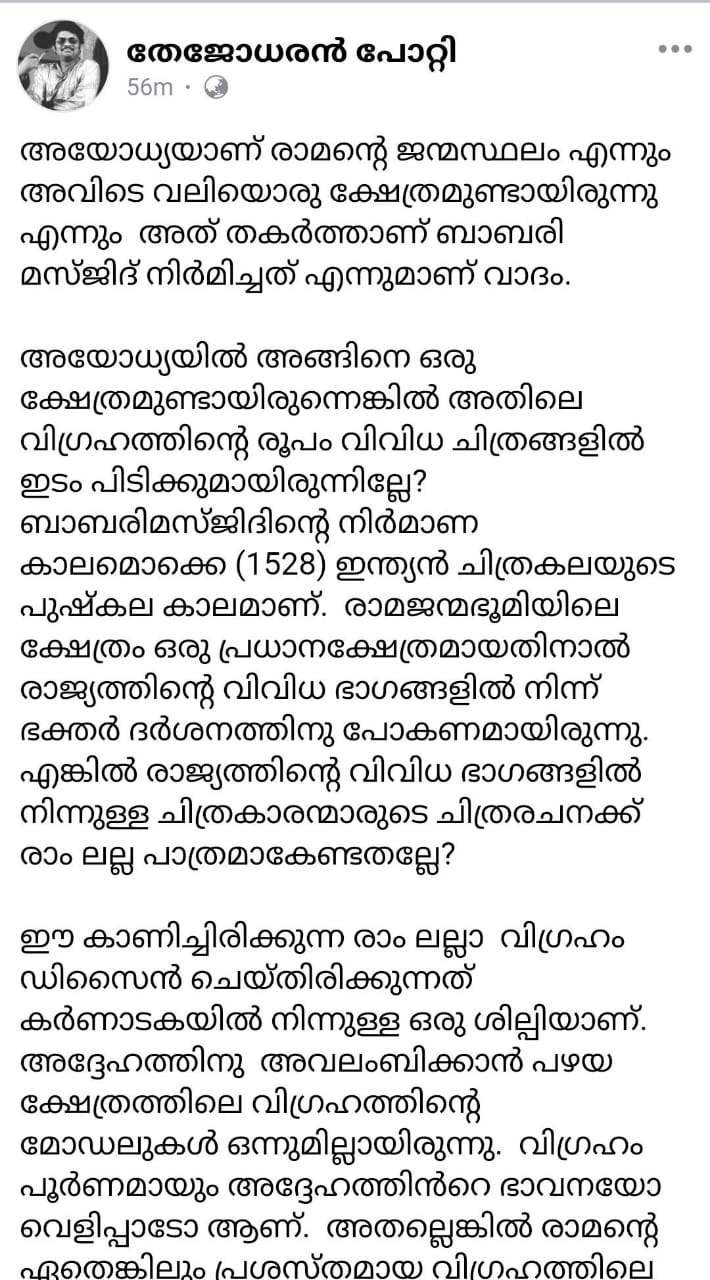 തേജോധരൻ പോറ്റി
56m ·
അയോധ്യയാണ് രാമന്റെ ജന്മസ്ഥലം എന്നും
അവിടെ വലിയൊരു ക്ഷേത്രമുണ്ടായിരുന്നു
എന്നും അത് തകർത്താണ് ബാബരി
മസ്ജിദ് നിർമിച്ചത് എന്നുമാണ് വാദം.
അയോധ്യയിൽ അങ്ങിനെ ഒരു
ക്ഷേത്രമുണ്ടായിരുന്നെങ്കിൽ അതിലെ
വിഗ്രഹത്തിന്റെ രൂപം വിവിധ ചിത്രങ്ങളിൽ
ഇടം പിടിക്കുമായിരുന്നില്ലേ?
ബാബരിമസ്ജിദിന്റെ നിർമാണ
കാലമൊക്കെ (1528) ഇന്ത്യൻ ചിത്രകലയുടെ
പുഷ്കല കാലമാണ്. രാമജന്മഭൂമിയിലെ
ക്ഷേത്രം ഒരു പ്രധാനക്ഷേത്രമായതിനാൽ
രാജ്യത്തിന്റെ വിവിധ ഭാഗങ്ങളിൽ നിന്ന്
ഭക്തർ ദർശനത്തിനു പോകണമായിരുന്നു.
എങ്കിൽ രാജ്യത്തിന്റെ വിവിധ ഭാഗങ്ങളിൽ
നിന്നുള്ള ചിത്രകാരന്മാരുടെ ചിത്രരചനക്ക്
രാം ലല്ല പാത്രമാകേണ്ടതല്ലേ?
ഈ കാണിച്ചിരിക്കുന്ന രാം ലല്ലാ വിഗ്രഹം
ഡിസൈൻ ചെയ്തിരിക്കുന്നത്
കർണാടകയിൽ നിന്നുള്ള ഒരു ശില്പിയാണ്.
അദ്ദേഹത്തിനു അവലംബിക്കാൻ പഴയ
ക്ഷേത്രത്തിലെ വിഗ്രഹത്തിന്റെ
മോഡലുകൾ ഒന്നുമില്ലായിരുന്നു. വിഗ്രഹം
പൂർണമായും അദ്ദേഹത്തിൻറെ ഭാവനയോ
വെളിപ്പാടോ ആണ്. അതല്ലെങ്കിൽ രാമന്റെ
ഏതെങ്കിലും പ്രശസ്തമായ വിഗ്രഹത്തിലെ